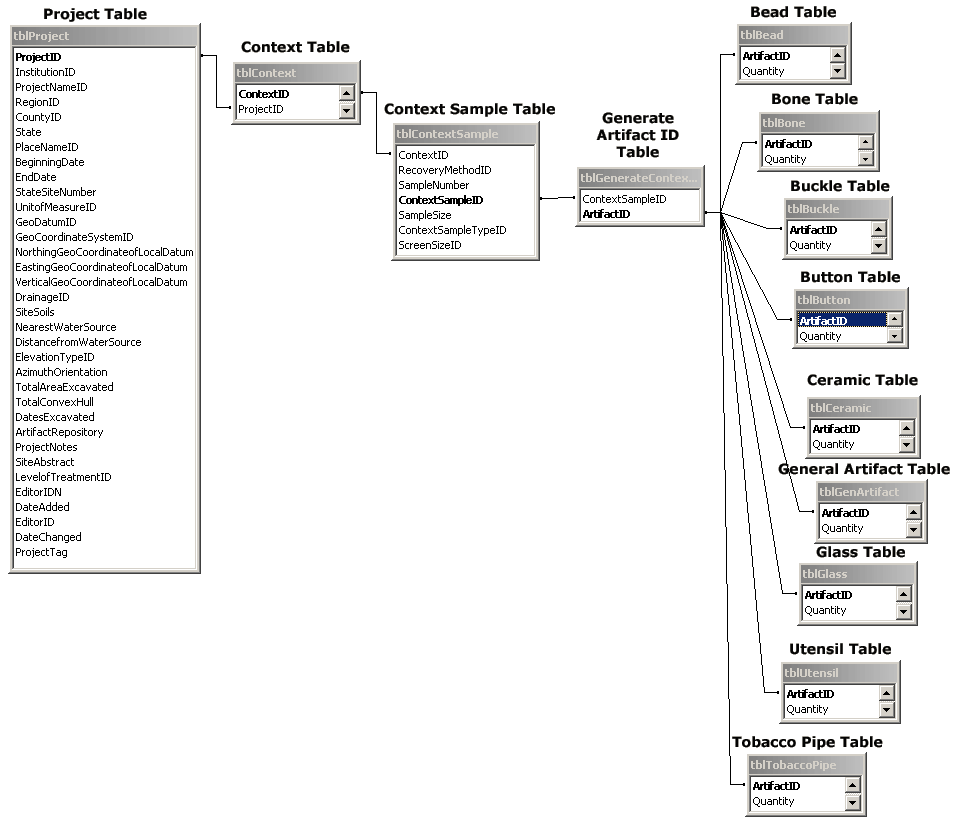 Project Table
tblProject
ProjectID
InstitutionID
ProjectNameID
RegionID
CountyID
State
PlaceNameID
BeginningDate
EndDate
StateSiteNumber
UnitofMeasureID
GeoDatumID
GeoCoordinateSystemID
NorthingGeoCoordinateofLocalDatum
EastingGeoCoordinateofLocalDatum
VerticalGeoCoordinateofLocalDatum
DrainageID
SiteSoils
NearestWaterSource
DistancefromWaterSource
ElevationTypeID
AzimuthOrientation
TotalAreaExcavated
TotalConvexHull
DatesExcavated
ArtifactRepository
ProjectNotes
SiteAbstract
LevelofTreatmentID
EditorIDN
DateAdded
EditorID
DateChanged
ProjectTag
Context Table
tblContext
ContextID
ProjectID
Context Sample Table
tblContextSample
ContextID
RecoveryMethodID
SampleNumber
ContextSampleID
SampleSize
ContextSampleTypeID
ScreenSizeID
Generate
Artifact ID
Table
tblGenerateContex...
ContextSampleID
ArtifactID
Bead Table
tblBead
ArtifactID
Quantity
Bone Table
tblBone
ArtifactID
Quantity
Buckle Table
tblBuckle
ArtifactID
Quantity
Button Table
tblButton
ArtifactID
Quantity
Ceramic Table
tblCeramic
ArtifactID
Quantity
General Artifact Table
tblGenArtifact
ArtifactID
Quantity
Glass Table
tblGlass
ArtifactID
Quantity
Utensil Table
tblUtensil
ArtifactID
Quantity
Tobacco Pipe Table
tblTobaccoPipe
ArtifactID
Quantity